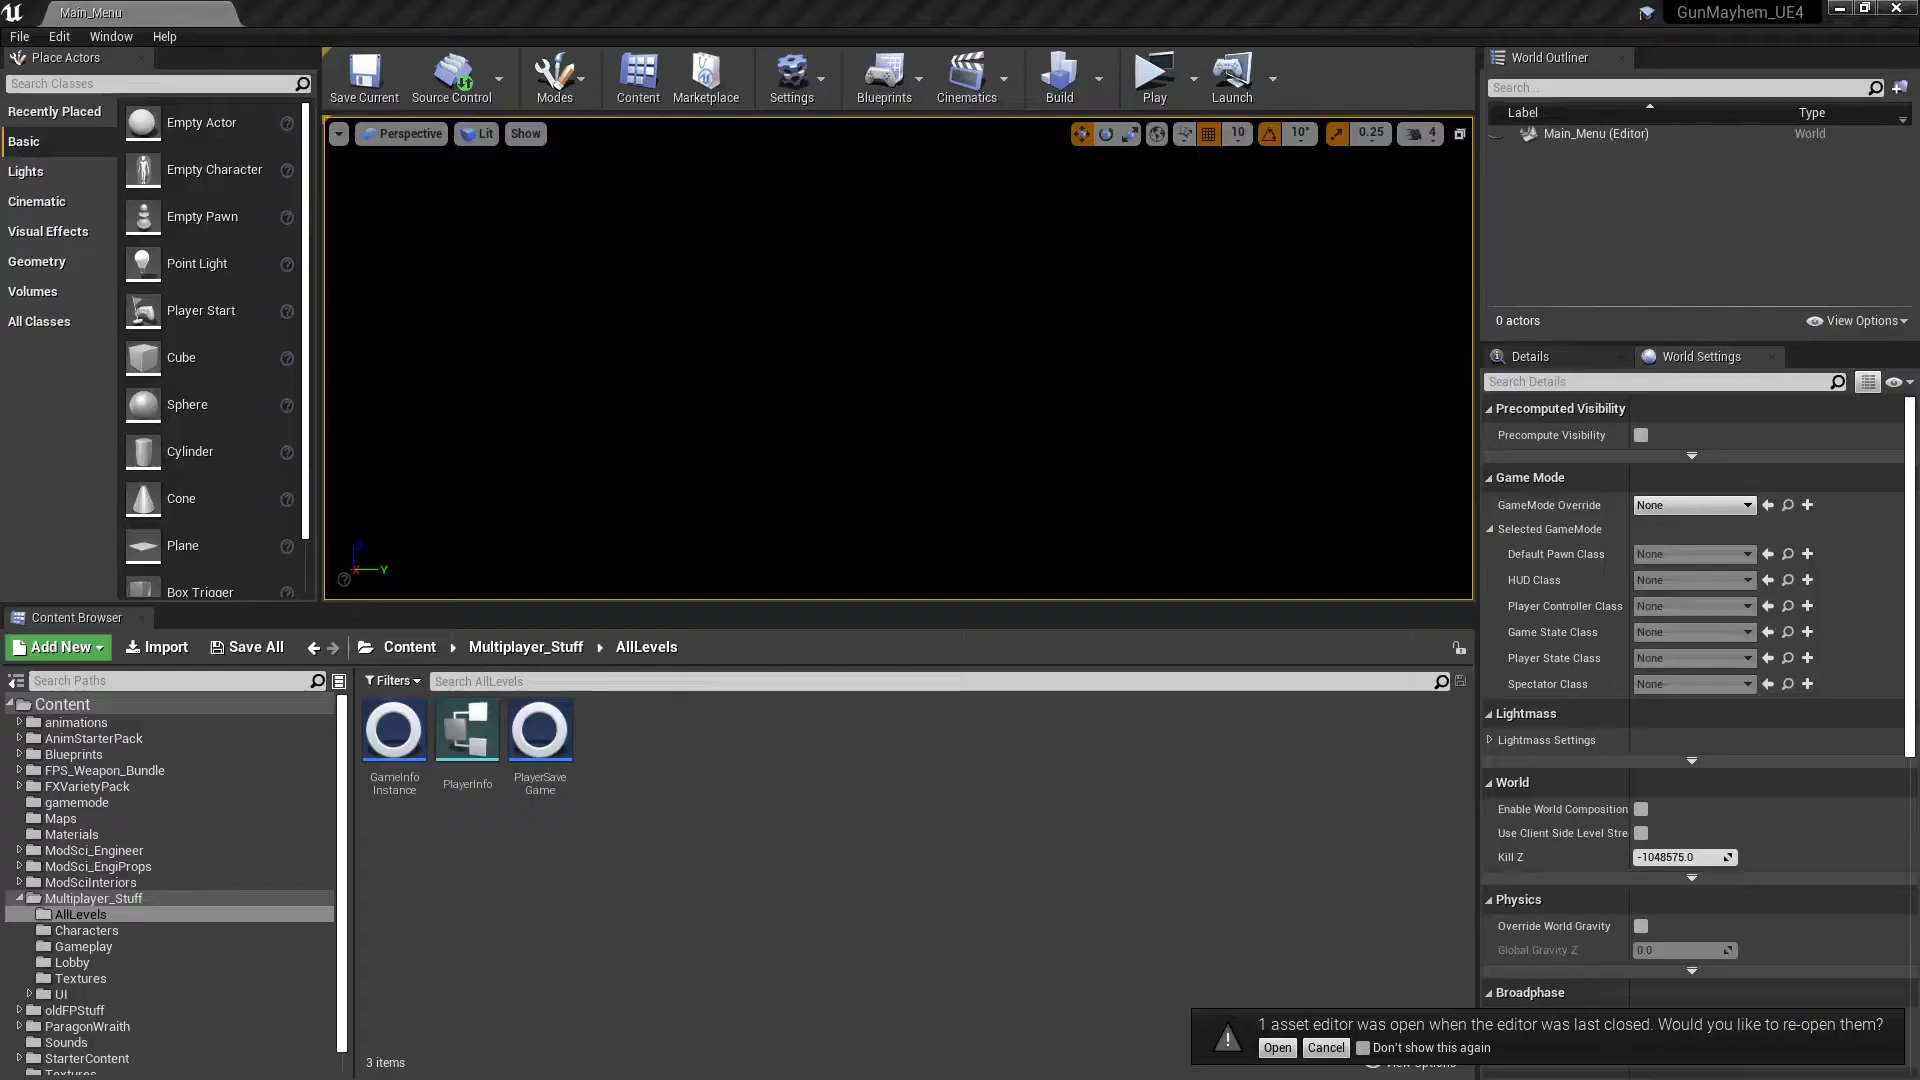 Main_Menu
GunMayhem_UE4
File Edit Window Help
Place Actors
Search Classes
Recently Placed
Basic
Lights
Cinematic
Visual Effects
Geometry
Volumes
All Classes
Empty Actor
Empty Character
Empty Pawn
Point Light
Player Start
Cube
Sphere
Cylinder
Cone
Plane
Box Trigger
Save Current Source Control Modes Content Marketplace Settings Blueprints Cinematics Build Play Launch
Perspective Lit Show 10 10° 0.25 4
Z
X Y
World Outliner
Search...
Label Type
Main_Menu (Editor) World
0 actors View Options
Details World Settings
Search Details
Precomputed Visibility
Precompute Visibility
Game Mode
GameMode Override None
Selected GameMode
Default Pawn Class None
HUD Class None
Player Controller Class None
Game State Class None
Player State Class None
Spectator Class None
Lightmass
Lightmass Settings
World
Enable World Composition
Use Client Side Level Stre
Kill Z -1048575.0
Physics
Override World Gravity
Global Gravity Z 0.0
Broadphase
Content Browser
Add New Import Save All Content Multiplayer_Stuff AllLevels
Search Paths
Filters Search AllLevels
Content
animations
AnimStarterPack
Blueprints
FPS_Weapon_Bundle
FXVarietyPack
gamemode
Maps
Materials
ModSci_Engineer
ModSci_EngiProps
ModSciInteriors
Multiplayer_Stuff
AllLevels
Characters
Gameplay
Lobby
Textures
UI
oldFPStuff
ParagonWraith
Sounds
StarterContent
Textures
GameInfo
Instance
PlayerInfo
PlayerSave
Game
3 items
View Options
1 asset editor was open when the editor was last closed. Would you like to re-open them?
Open Cancel Don't show this again